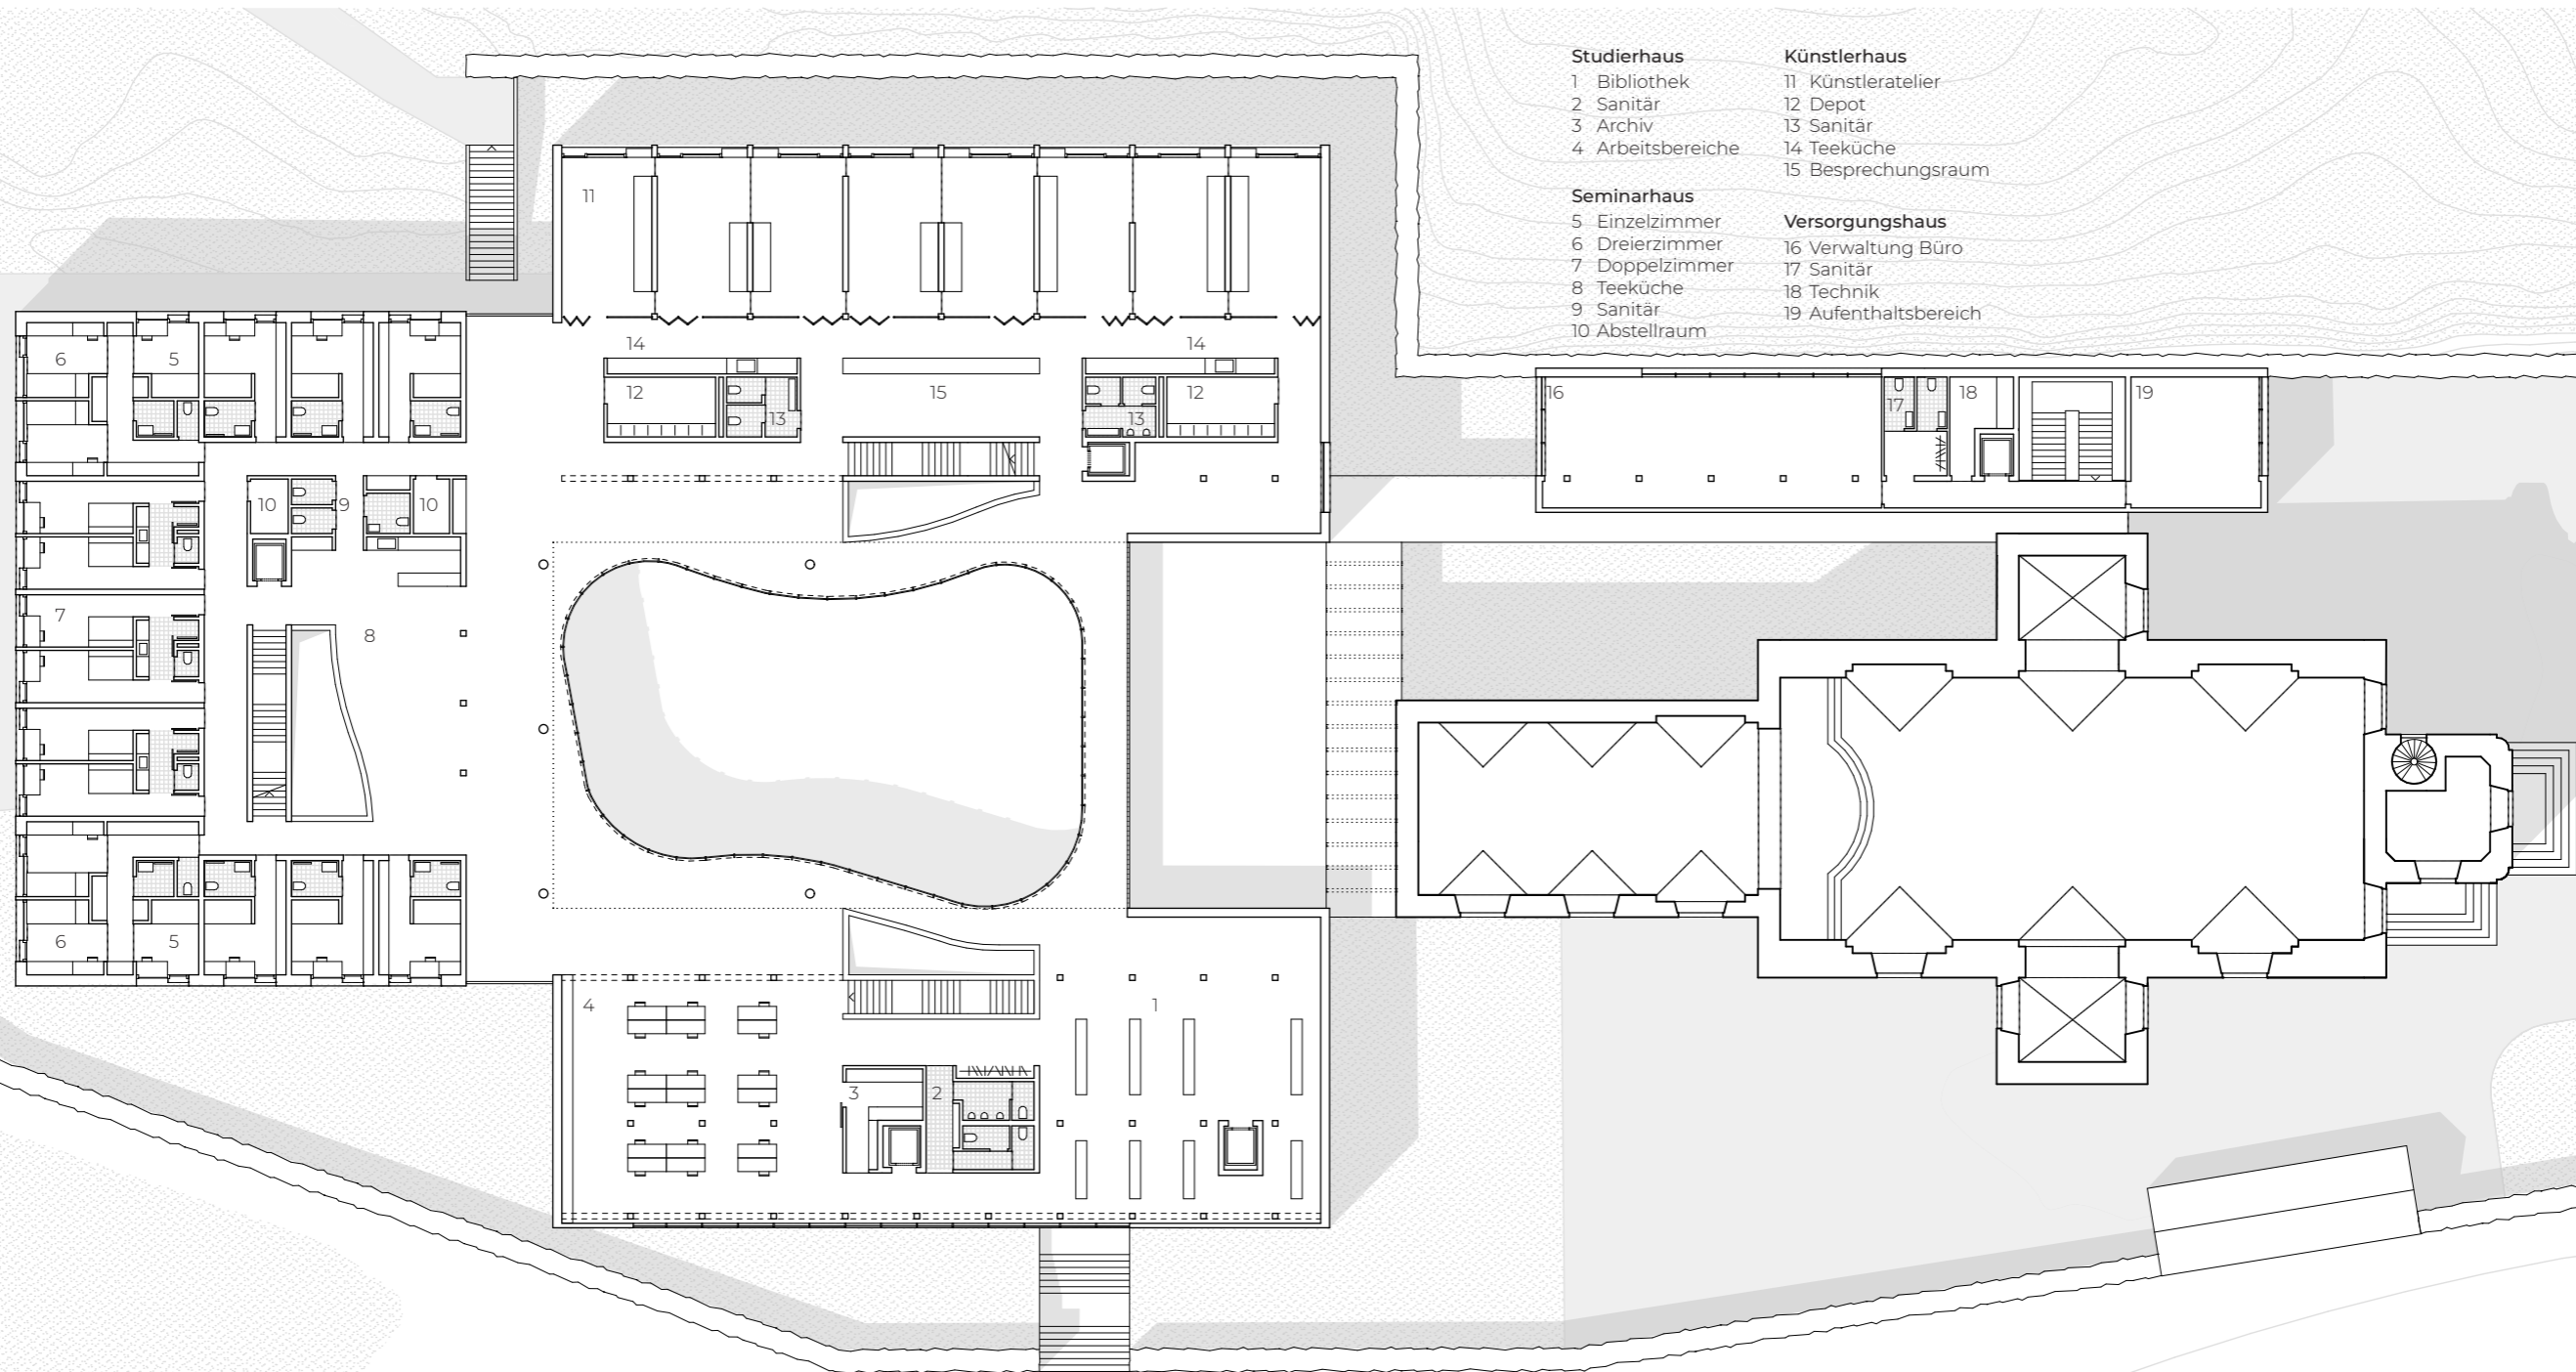 Studierhaus
1 Bibliothek
2 Sanitär
3 Archiv
4 Arbeitsbereiche
Seminarhaus
5 Einzelzimmer
6 Dreierzimmer
7 Doppelzimmer
8 Teeküche
9 Sanitär
10 Abstellraum
Künstlerhaus
11 Künstleratelier
12 Depot
13 Sanitär
14 Teeküche
15 Besprechungsraum
Versorgungshaus
16 Verwaltung Büro
17 Sanitär
18 Technik
19 Aufenthaltsbereich
11
6 5
14 14
12 15 12
13 13
16 17 18 19
10 9 10
7 8
6 5
4 1
3 2